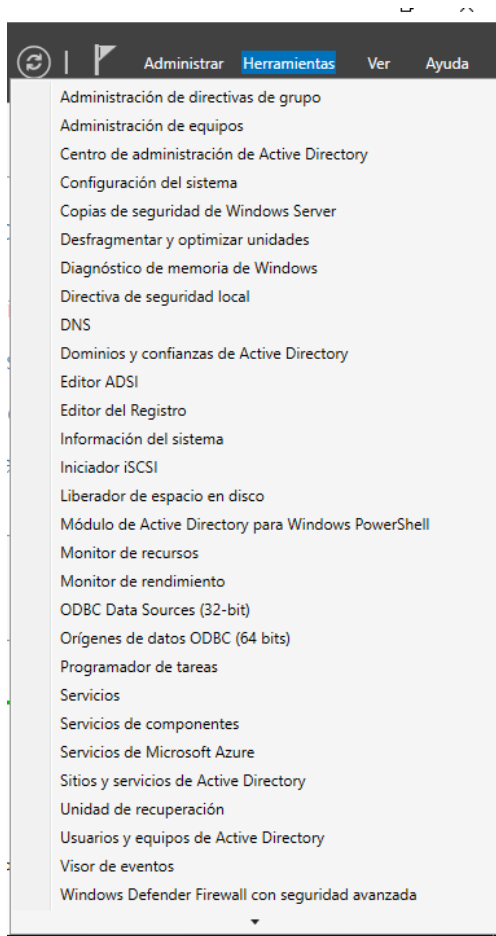 Administrar Herramientas Ver Ayuda
Administración de directivas de grupo
Administración de equipos
Centro de administración de Active Directory
Configuración del sistema
Copias de seguridad de Windows Server
Desfragmentar y optimizar unidades
Diagnóstico de memoria de Windows
Directiva de seguridad local
DNS
Dominios y confianzas de Active Directory
Editor ADSI
Editor del Registro
Información del sistema
Iniciador iSCSI
Liberador de espacio en disco
Módulo de Active Directory para Windows PowerShell
Monitor de recursos
Monitor de rendimiento
ODBC Data Sources (32-bit)
Orígenes de datos ODBC (64 bits)
Programador de tareas
Servicios
Servicios de componentes
Servicios de Microsoft Azure
Sitios y servicios de Active Directory
Unidad de recuperación
Usuarios y equipos de Active Directory
Visor de eventos
Windows Defender Firewall con seguridad avanzada